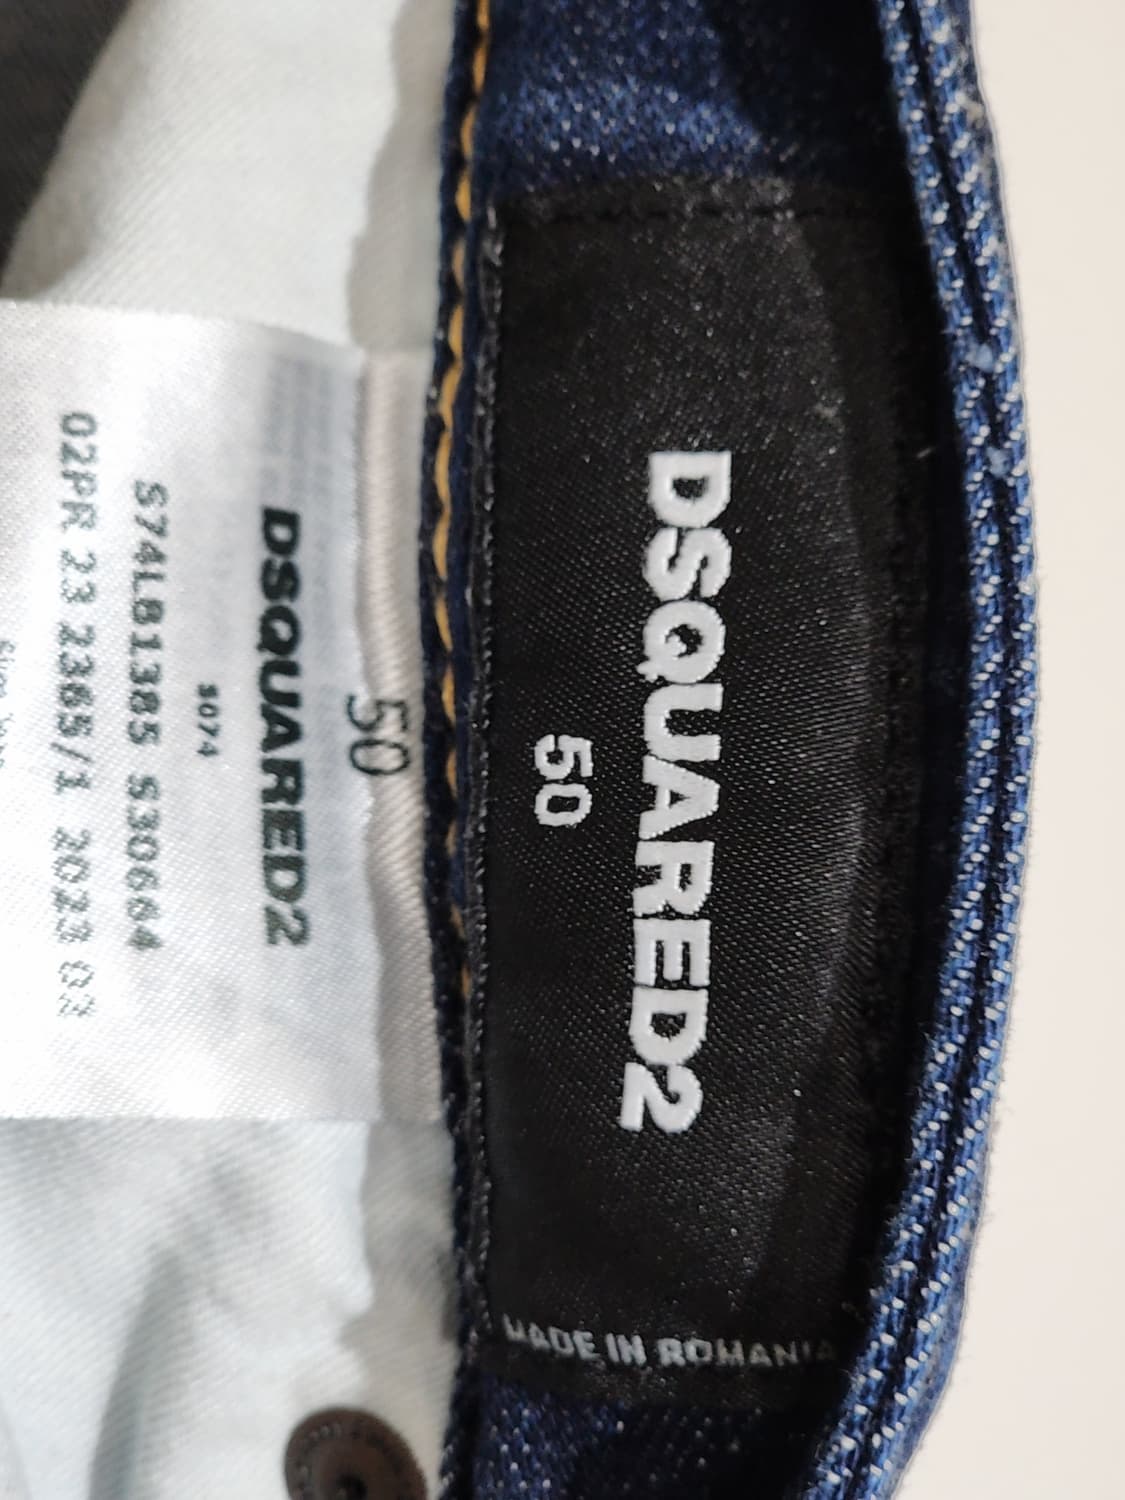 DSQUARED2
50
MADE IN ROMANIA
50
DSQUARED2
S074
S74LB1385 S30664
02PR 23 2365/1 2023 03